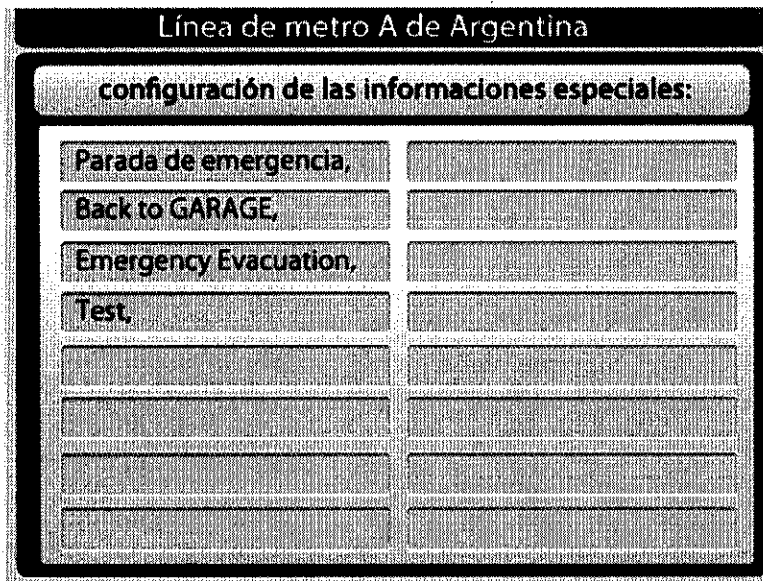 Línea de metro A de Argentina
configuración de las informaciones especiales:
Parada de emergencia,
Back to GARAGE,
Emergency Evacuation,
Test,